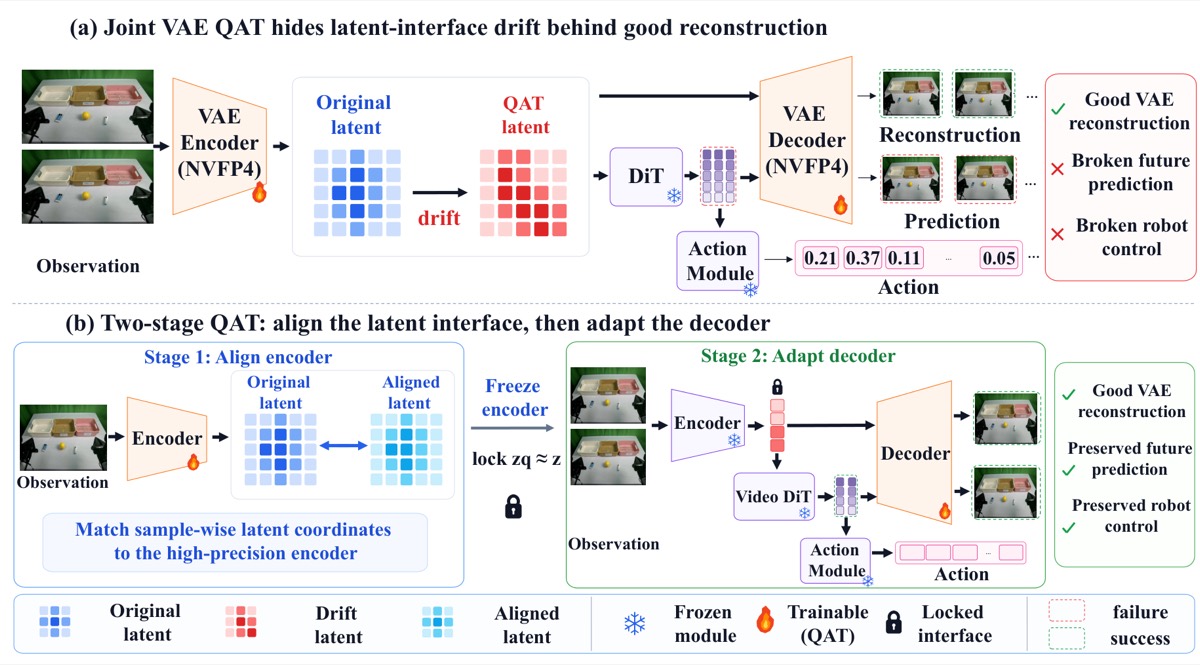 (a) Joint VAE QAT hides latent-interface drift behind good reconstruction
Observation
VAE
Encoder
(NVFP4)
Original
latent
drift
QAT
latent
DiT
Action
Module
VAE
Decoder
(NVFP4)
Reconstruction
...
Prediction
...
0.21 0.37 0.11 ... 0.05 ...
Action
Good VAE
reconstruction
Broken future
prediction
Broken robot
control
(b) Two-stage QAT: align the latent interface, then adapt the decoder
Stage 1: Align encoder
Observation
Encoder
Original
latent
Aligned
latent
Match sample-wise latent coordinates
to the high-precision encoder
Freeze
encoder
lock zq ≈ z
Stage 2: Adapt decoder
Observation
Encoder
Video DiT
Action
Module
Decoder
...
Action
Good VAE
reconstruction
Preserved future
prediction
Preserved robot
control
Original
latent
Drift
latent
Aligned
latent
Frozen
module
Trainable
(QAT)
Locked
interface
failure
success